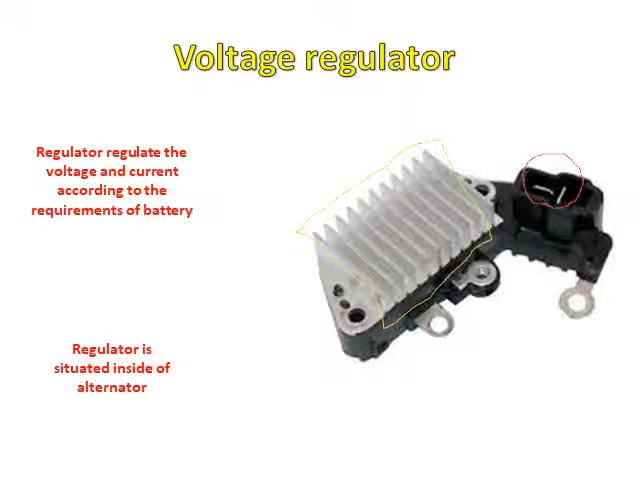 Voltage regulator
Regulator regulate the
voltage and current
according to the
requirements of battery
Regulator is
situated inside of
alternator